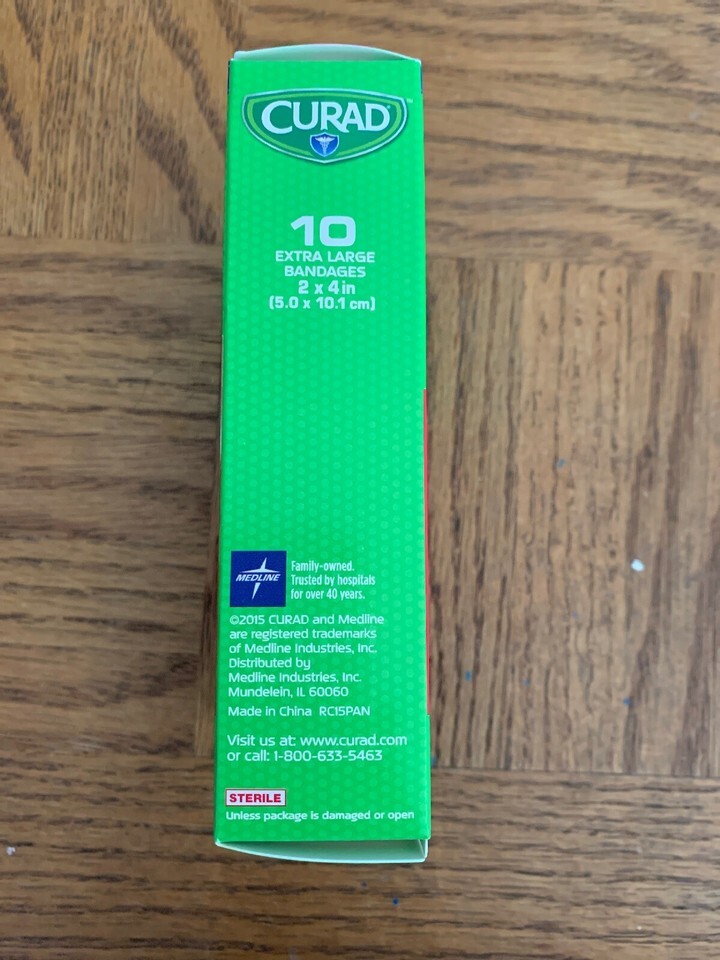 CURAD
10
EXTRA LARGE
BANDAGES
2 x 4 in
(5.0 x 10.1 cm)
MEDLINE
Family-owned.
Trusted by hospitals
for over 40 years.
©2015 CURAD and Medline
are registered trademarks
of Medline Industries, Inc.
Distributed by
Medline Industries, Inc.
Mundelein, IL 60060
Made in China RC15PAN
Visit us at: www.curad.com
or call: 1-800-633-5463
STERILE
Unless package is damaged or open